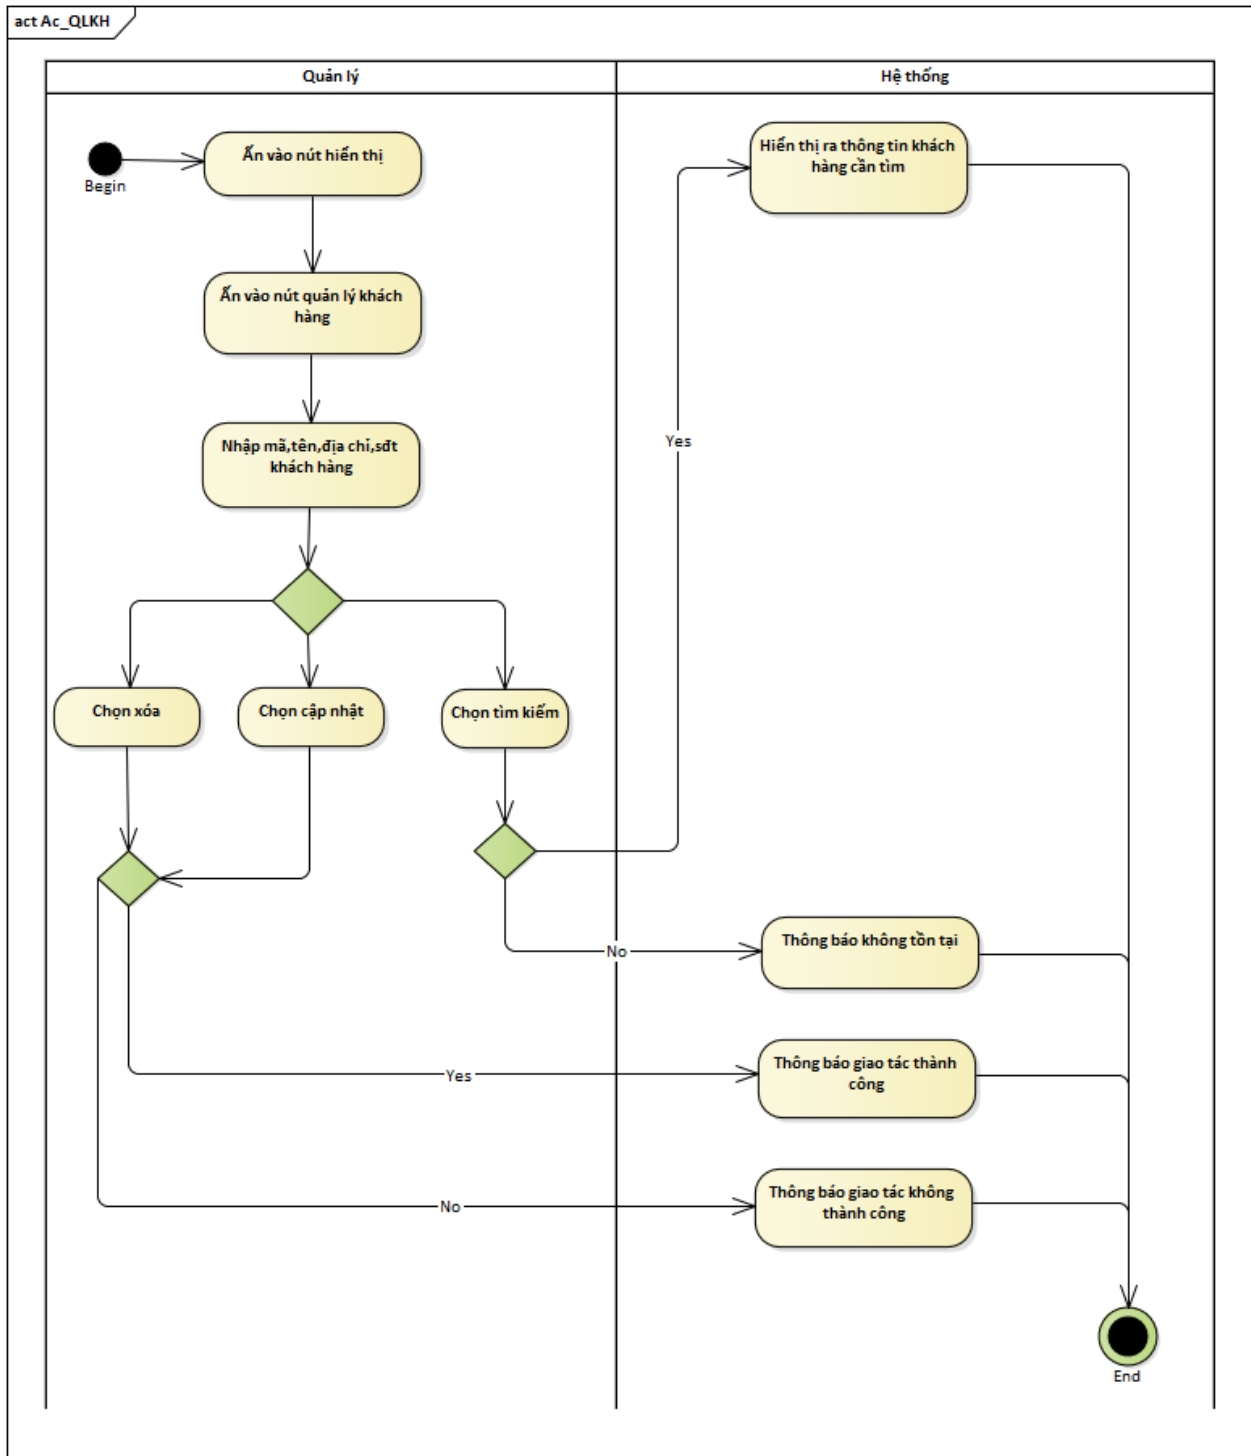 act Ac_QLKH
Quản lý
Hệ thống
Begin
Ấn vào nút hiển thị
Hiển thị ra thông tin khách
hàng cần tìm
Ấn vào nút quản lý khách
hàng
Nhập mã,tên,địa chỉ,sđt
khách hàng
Yes
Chọn xóa
Chọn cập nhật
Chọn tìm kiếm
No
Thông báo không tồn tại
Yes
Thông báo giao tác thành
công
No
Thông báo giao tác không
thành công
End